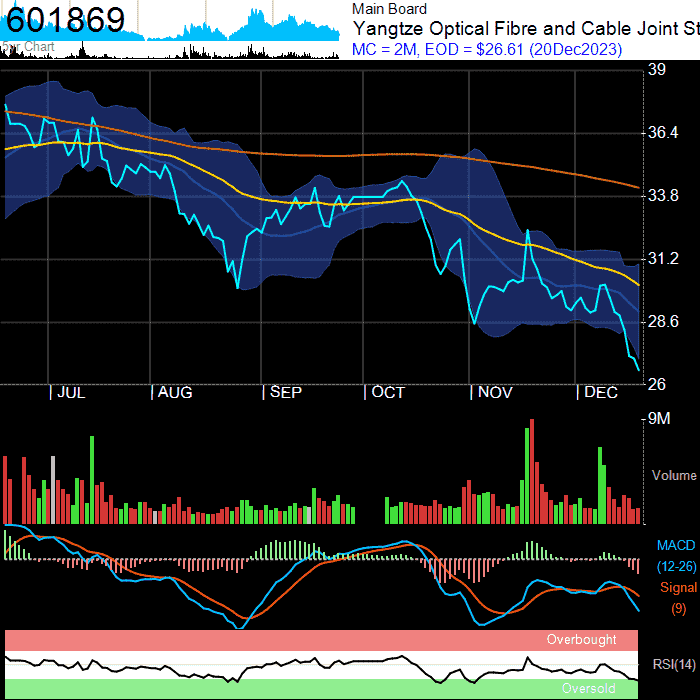 601869
Main Board
Yangtze Optical Fibre and Cable Joint St
MC = 2M, EOD = $26.61 (20Dec2023)
Chart
39
36.4
33.8
31.2
28.6
26
JUL AUG SEP OCT NOV DEC
9M
Volume
MACD
(12-26)
Signal
(9)
Overbought
RSI(14)
Oversold